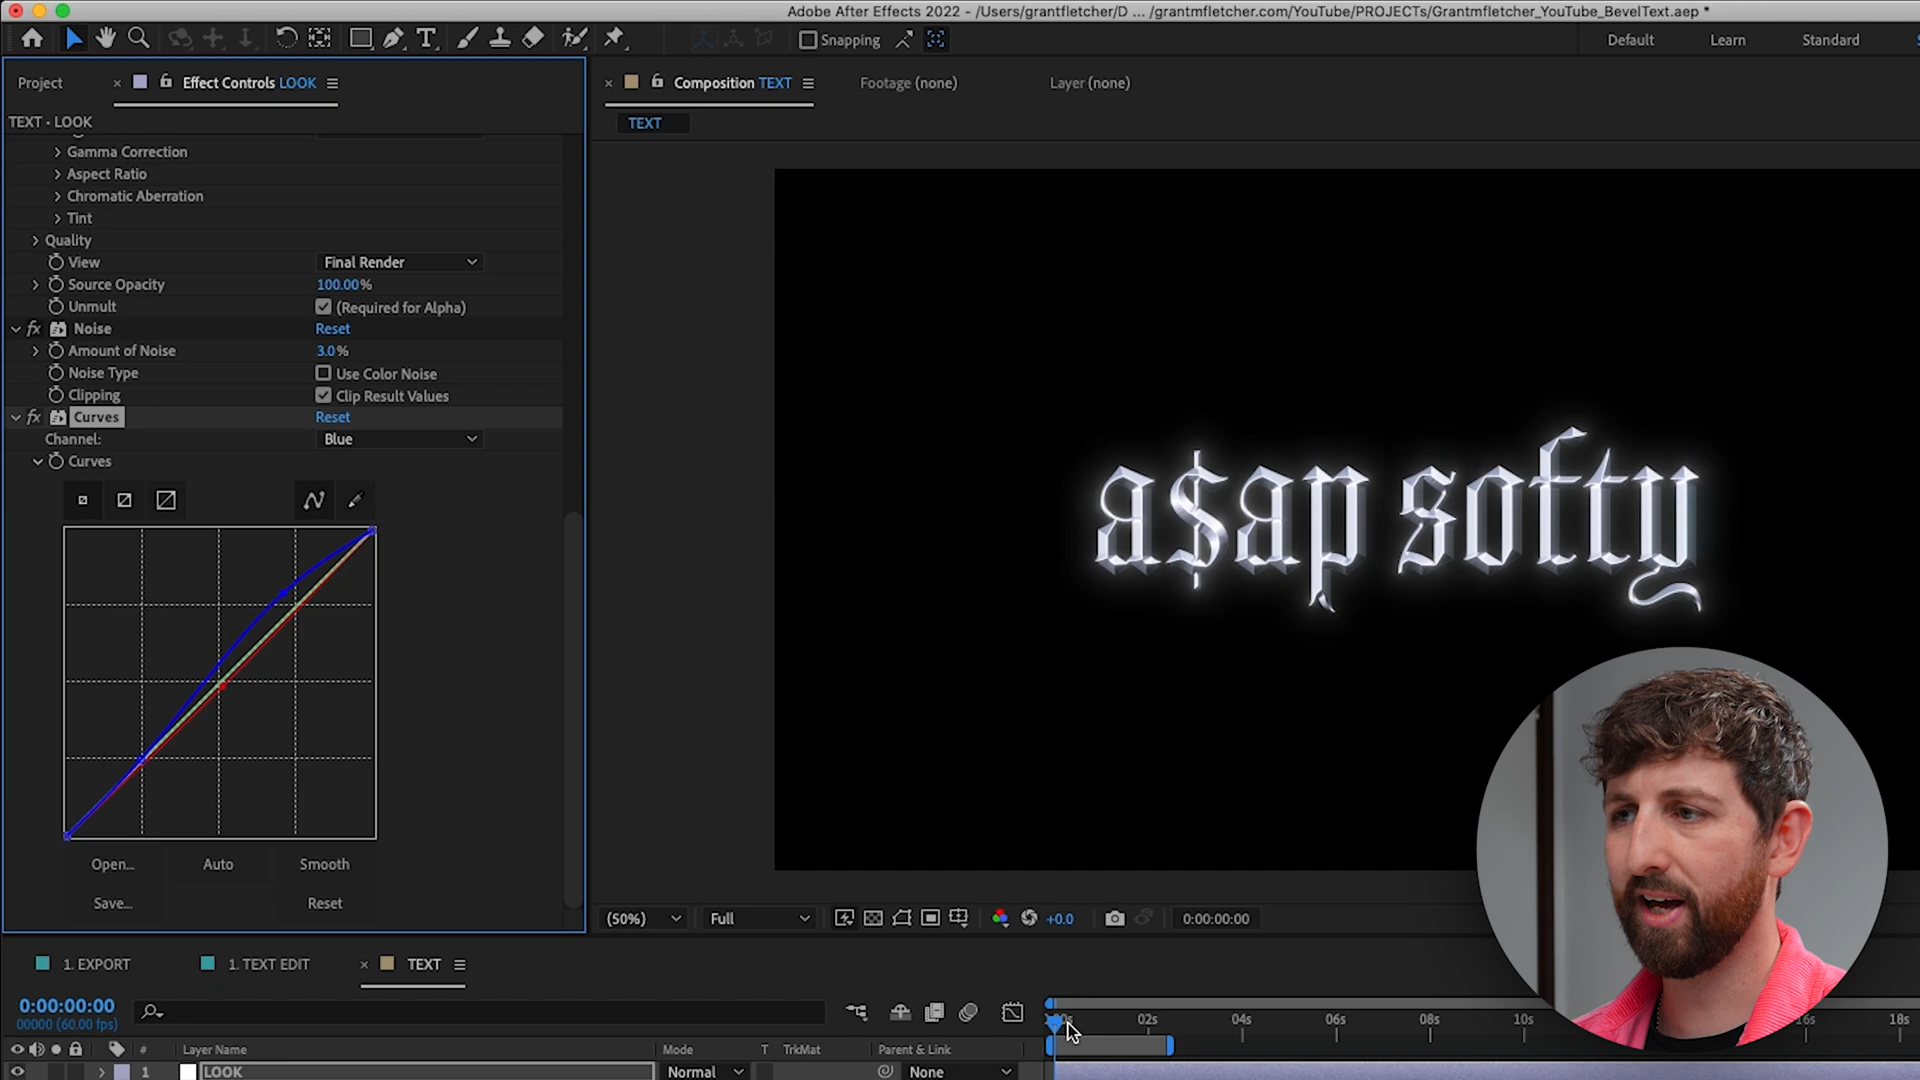 Adobe After Effects 2022 - /Users/grantfletcher/D ... /grantmfletcher.com/YouTube/PROJECTs/Grantmfletcher_YouTube_BevelText.aep *
Snapping
Default
Learn
Standard
Project
× Effect Controls LOOK
TEXT • LOOK
Gamma Correction
Aspect Ratio
Chromatic Aberration
Tint
Quality
View Final Render
Source Opacity 100.00%
Unmult (Required for Alpha)
fx Noise Reset
Amount of Noise 3.0%
Noise Type Use Color Noise
Clipping Clip Result Values
fx Curves Reset
Channel: Blue
Curves
Open... Auto Smooth
Save... Reset
× Composition TEXT
Footage (none)
Layer (none)
TEXT
a$ap softy
(50%) Full +0.0 0:00:00:00
1. EXPORT
1. TEXT EDIT
× TEXT
0:00:00:00
00000 (60.00 fps)
02s 04s 06s 08s 10s 16s 18s
# Layer Name Mode T TrkMat Parent & Link
1 LOOK Normal None